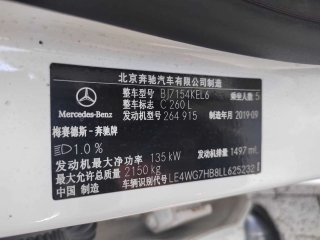 北京奔驰汽车有限公司制造
整车型号 BJ7154KEL6 乘坐人数 5
整车型式 C 260 L
发动机型号 264 915 制造年月 2019-09
Mercedes-Benz
梅赛德斯-奔驰牌
1.0 %
发动机最大净功率 135 kW 发动机排量 1497 mL
最大允许总质量 2150 kg
中国 制造 车辆识别代号 LE4WG7HB8LL625232